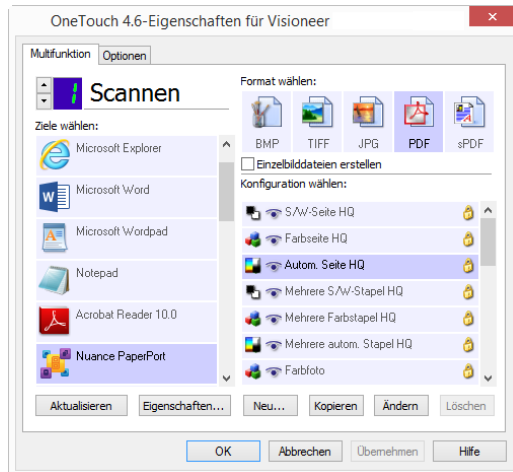 OneTouch 4.6-Eigenschaften für Visioneer
Multifunktion
Optionen
1 Scannen
Ziele wählen:
Microsoft Explorer
Microsoft Word
Microsoft Wordpad
Notepad
Acrobat Reader 10.0
Nuance PaperPort
Aktualisieren
Eigenschaften...
Format wählen:
BMP
TIFF
JPG
PDF
sPDF
Einzelbilddateien erstellen
Konfiguration wählen:
S/W-Seite HQ
Farbseite HQ
Autom. Seite HQ
Mehrere S/W-Stapel HQ
Mehrere Farbstapel HQ
Mehrere autom. Stapel HQ
Farbfoto
Neu...
Kopieren
Ändern
Löschen
OK
Abbrechen
Übernehmen
Hilfe